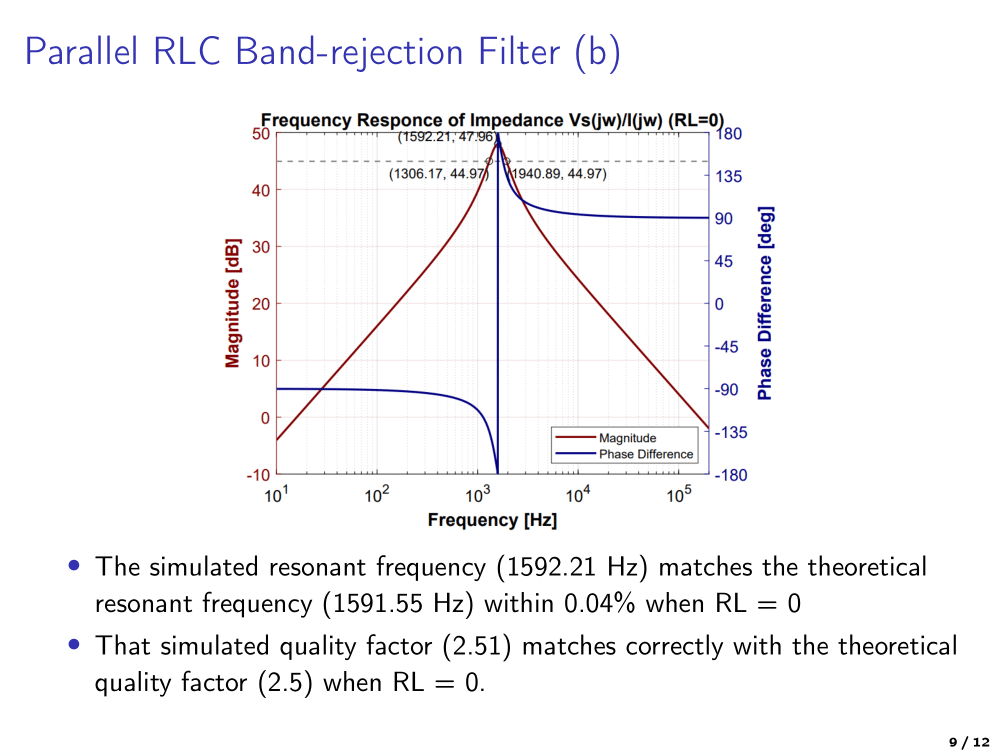 Parallel RLC Band-rejection Filter (b)
Frequency Responce of Impedance Vs(jw)/I(jw) (RL=0)
(1592.21, 47.96)
(1306.17, 44.97)
(1940.89, 44.97)
50
40
30
20
10
0
-10
Magnitude [dB]
180
135
90
45
0
-45
-90
-135
-180
Phase Difference [deg]
Magnitude
Phase Difference
10^1 10^2 10^3 10^4 10^5
Frequency [Hz]
• The simulated resonant frequency (1592.21 Hz) matches the theoretical
resonant frequency (1591.55 Hz) within 0.04% when RL = 0
• That simulated quality factor (2.51) matches correctly with the theoretical
quality factor (2.5) when RL = 0.
9 / 12